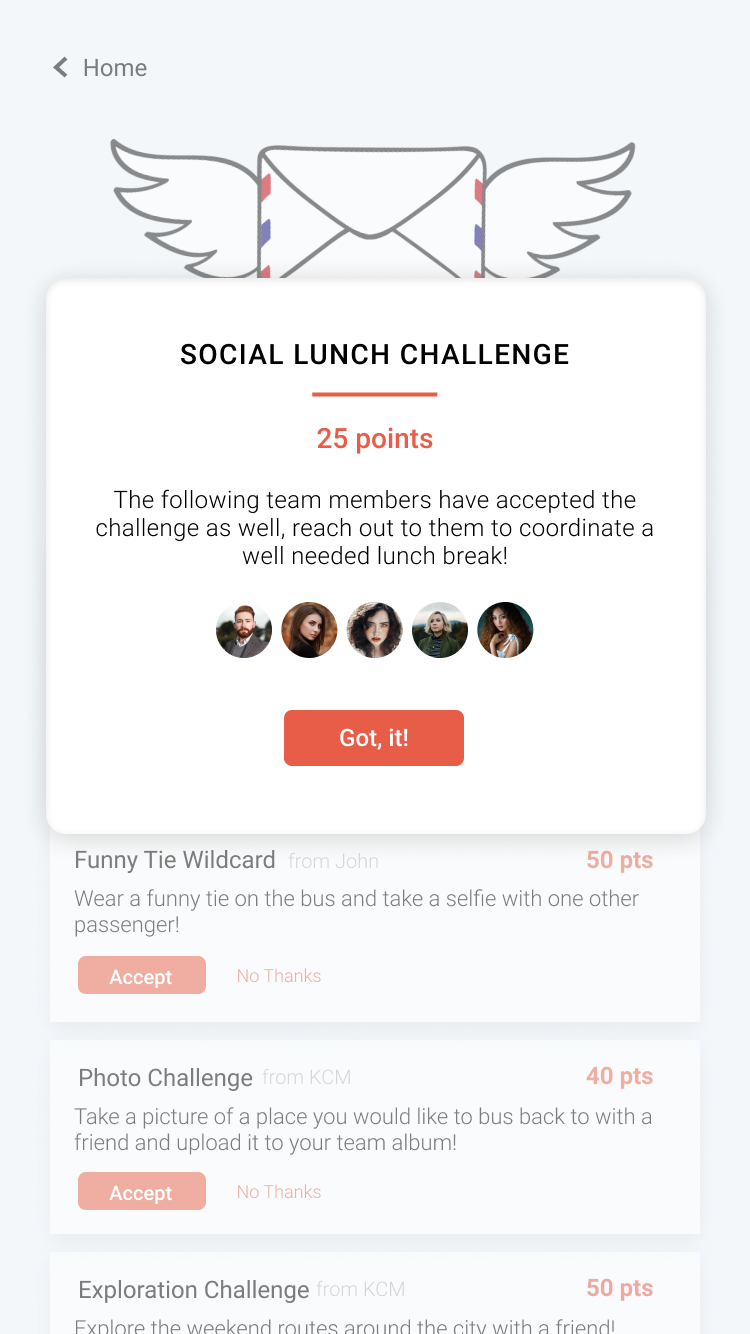 Home
SOCIAL LUNCH CHALLENGE
25 points
The following team members have accepted the
challenge as well, reach out to them to coordinate a
well needed lunch break!
Got, it!
Funny Tie Wildcard from John 50 pts
Wear a funny tie on the bus and take a selfie with one other
passenger!
Accept No Thanks
Photo Challenge from KCM 40 pts
Take a picture of a place you would like to bus back to with a
friend and upload it to your team album!
Accept No Thanks
Exploration Challenge from KCM 50 pts
Explore the weekend routes around the city with a friend!